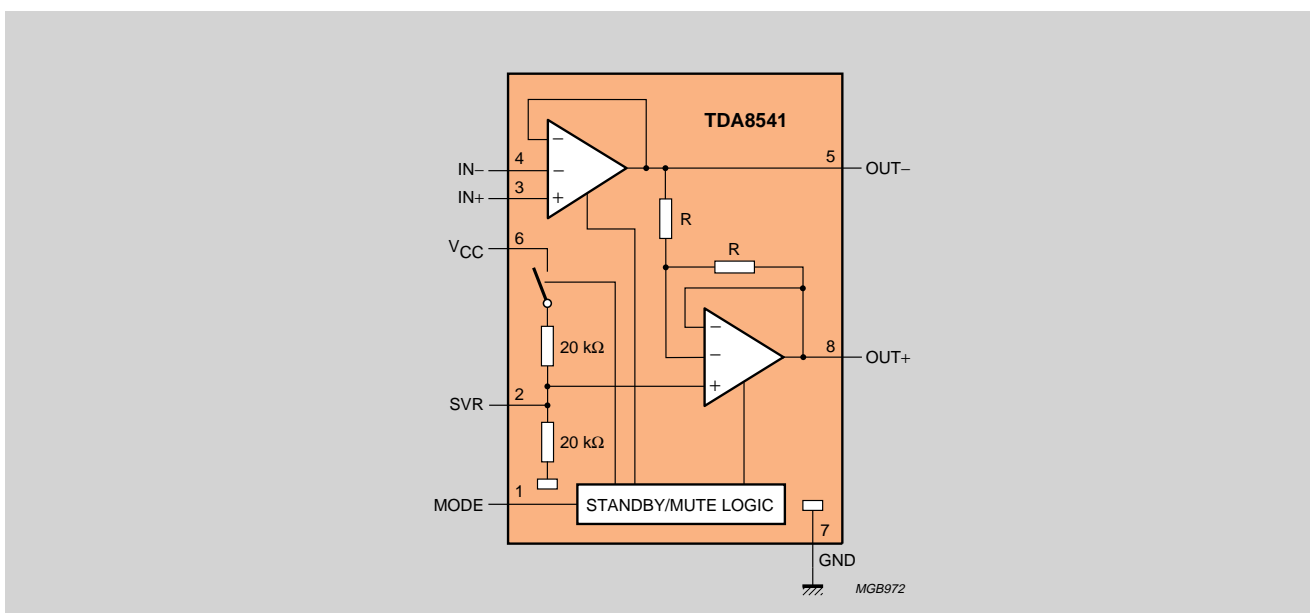 TDA8541
IN− 4 −
IN+ 3 +
5 OUT−
R
VCC 6
R
20 kΩ
−
−
+
8 OUT+
SVR 2
20 kΩ
MODE 1
STANDBY/MUTE LOGIC
7
GND
MGB972